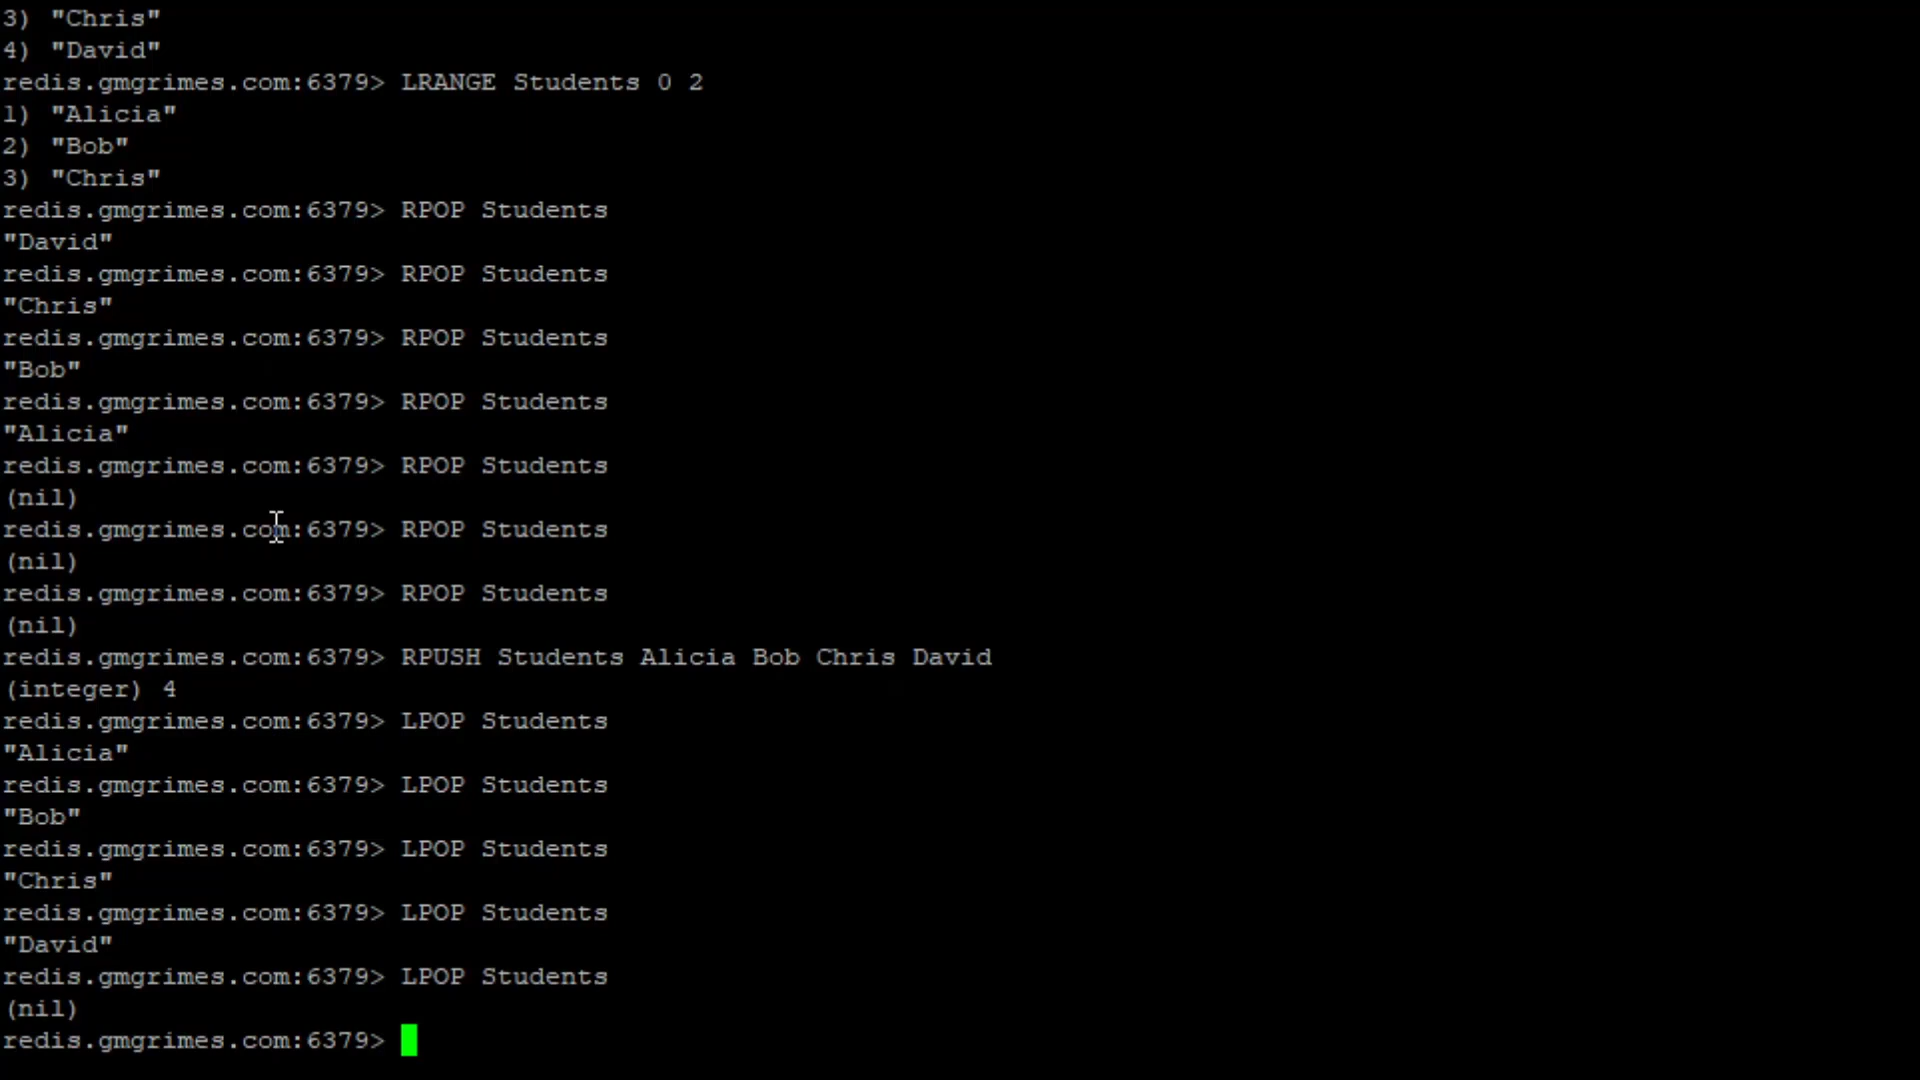 3) "Chris"
4) "David"
redis.gmgrimes.com:6379> LRANGE Students 0 2
1) "Alicia"
2) "Bob"
3) "Chris"
redis.gmgrimes.com:6379> RPOP Students
"David"
redis.gmgrimes.com:6379> RPOP Students
"Chris"
redis.gmgrimes.com:6379> RPOP Students
"Bob"
redis.gmgrimes.com:6379> RPOP Students
"Alicia"
redis.gmgrimes.com:6379> RPOP Students
(nil)
redis.gmgrimes.com:6379> RPOP Students
(nil)
redis.gmgrimes.com:6379> RPOP Students
(nil)
redis.gmgrimes.com:6379> RPUSH Students Alicia Bob Chris David
(integer) 4
redis.gmgrimes.com:6379> LPOP Students
"Alicia"
redis.gmgrimes.com:6379> LPOP Students
"Bob"
redis.gmgrimes.com:6379> LPOP Students
"Chris"
redis.gmgrimes.com:6379> LPOP Students
"David"
redis.gmgrimes.com:6379> LPOP Students
(nil)
redis.gmgrimes.com:6379>